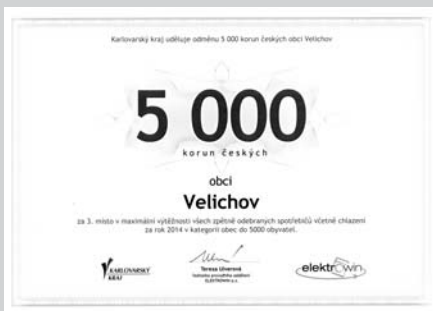 Karlovarský kraj uděluje odměnu 5 000 korun českých obci Velichov
5 000
korun českých
obci
Velichov
za 3. místo v maximální výtěžnosti všech zpětně odebraných spotřebičů včetně chlazení
za rok 2014 v kategorii obec do 5000 obyvatel.
KARLOVARSKÝ
KRAJ
Tereza Ulverová
ELEKTROWIN a.s.
elektrowin